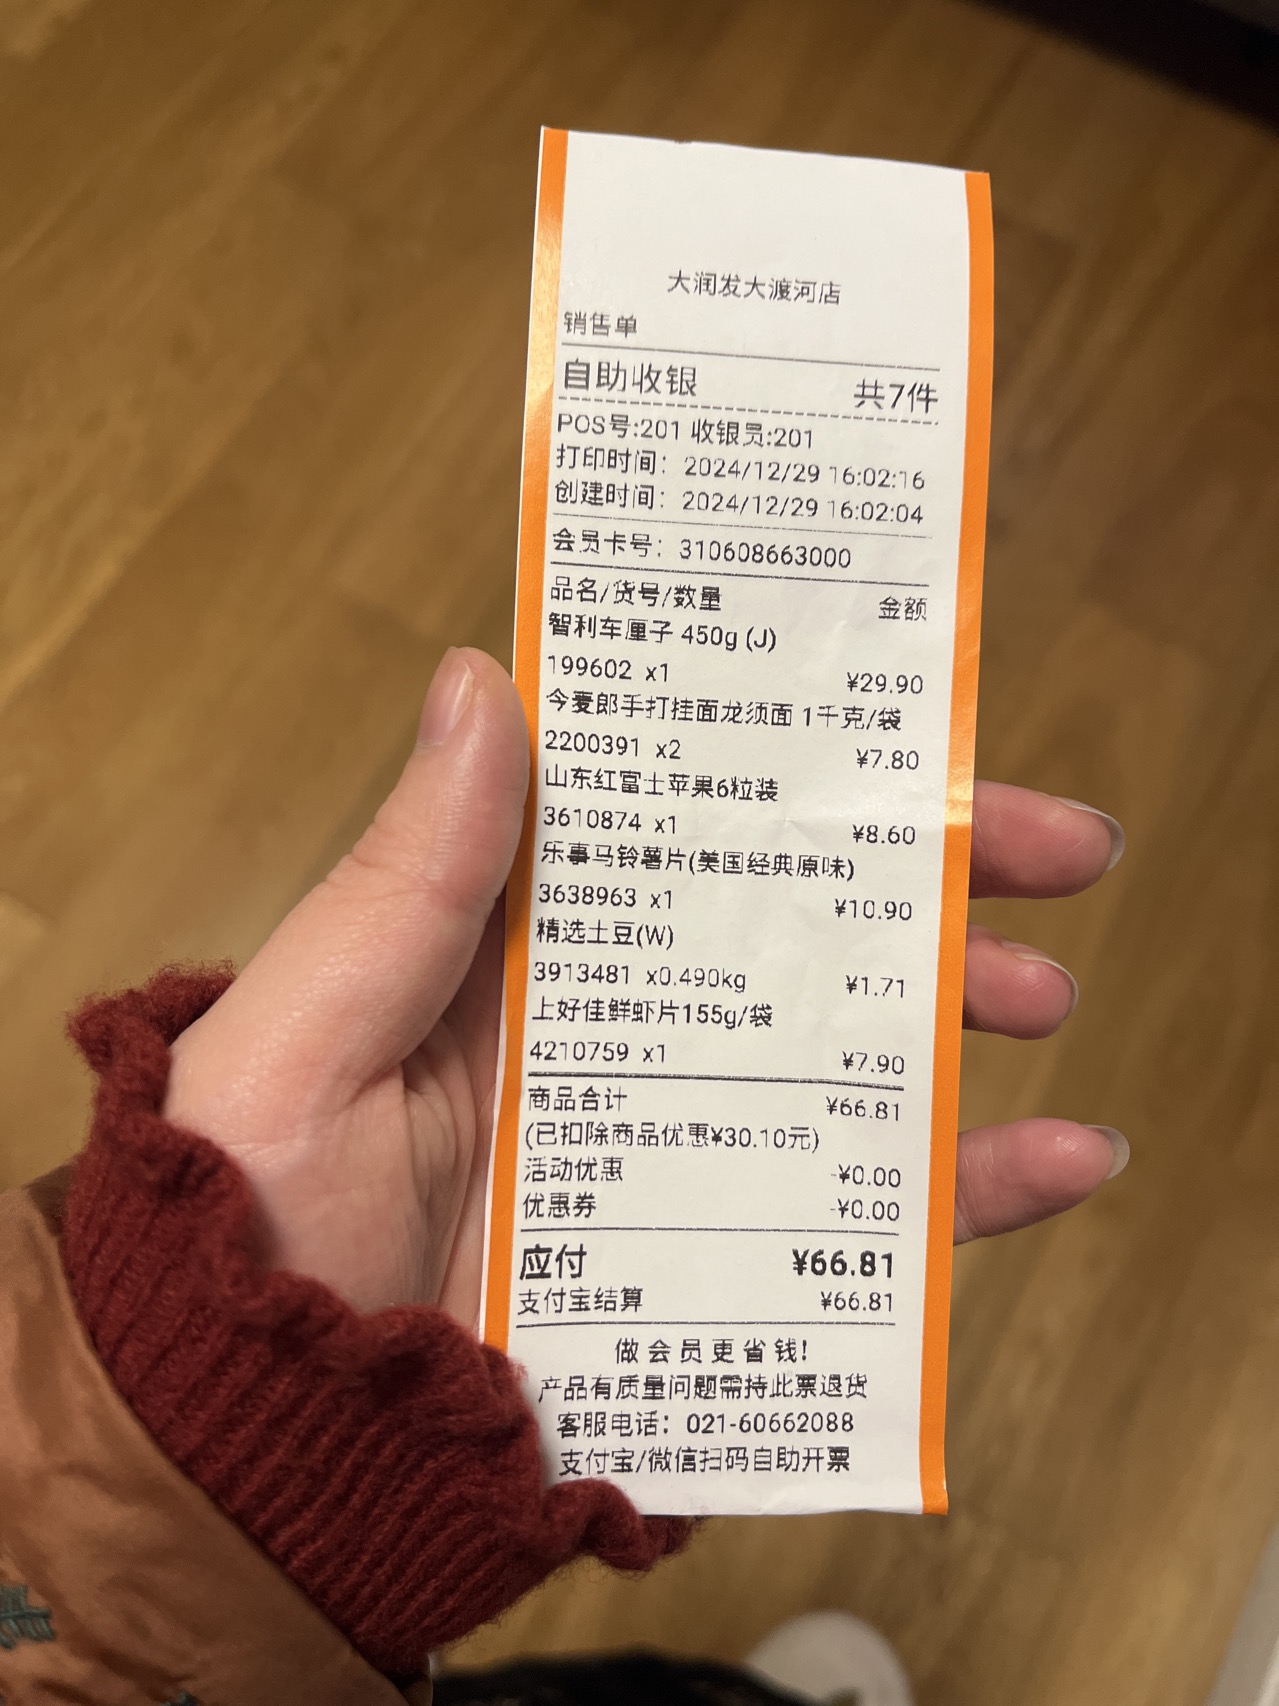 大润发大渡河店
销售单
自助收银 共7件
POS号:201 收银员:201
打印时间：2024/12/29 16:02:16
创建时间：2024/12/29 16:02:04
会员卡号：310608663000
品名/货号/数量 金额
智利车厘子 450g (J)
199602 x1 ¥29.90
今麦郎手打挂面龙须面 1千克/袋
2200391 x2 ¥7.80
山东红富士苹果6粒装
3610874 x1 ¥8.60
乐事马铃薯片(美国经典原味)
3638963 x1 ¥10.90
精选土豆(W)
3913481 x0.490kg ¥1.71
上好佳鲜虾片155g/袋
4210759 x1 ¥7.90
商品合计 ¥66.81
(已扣除商品优惠¥30.10元)
活动优惠 -¥0.00
优惠券 -¥0.00
应付 ¥66.81
支付宝结算 ¥66.81
做会员更省钱!
产品有质量问题需持此票退货
客服电话：021-60662088
支付宝/微信扫码自助开票